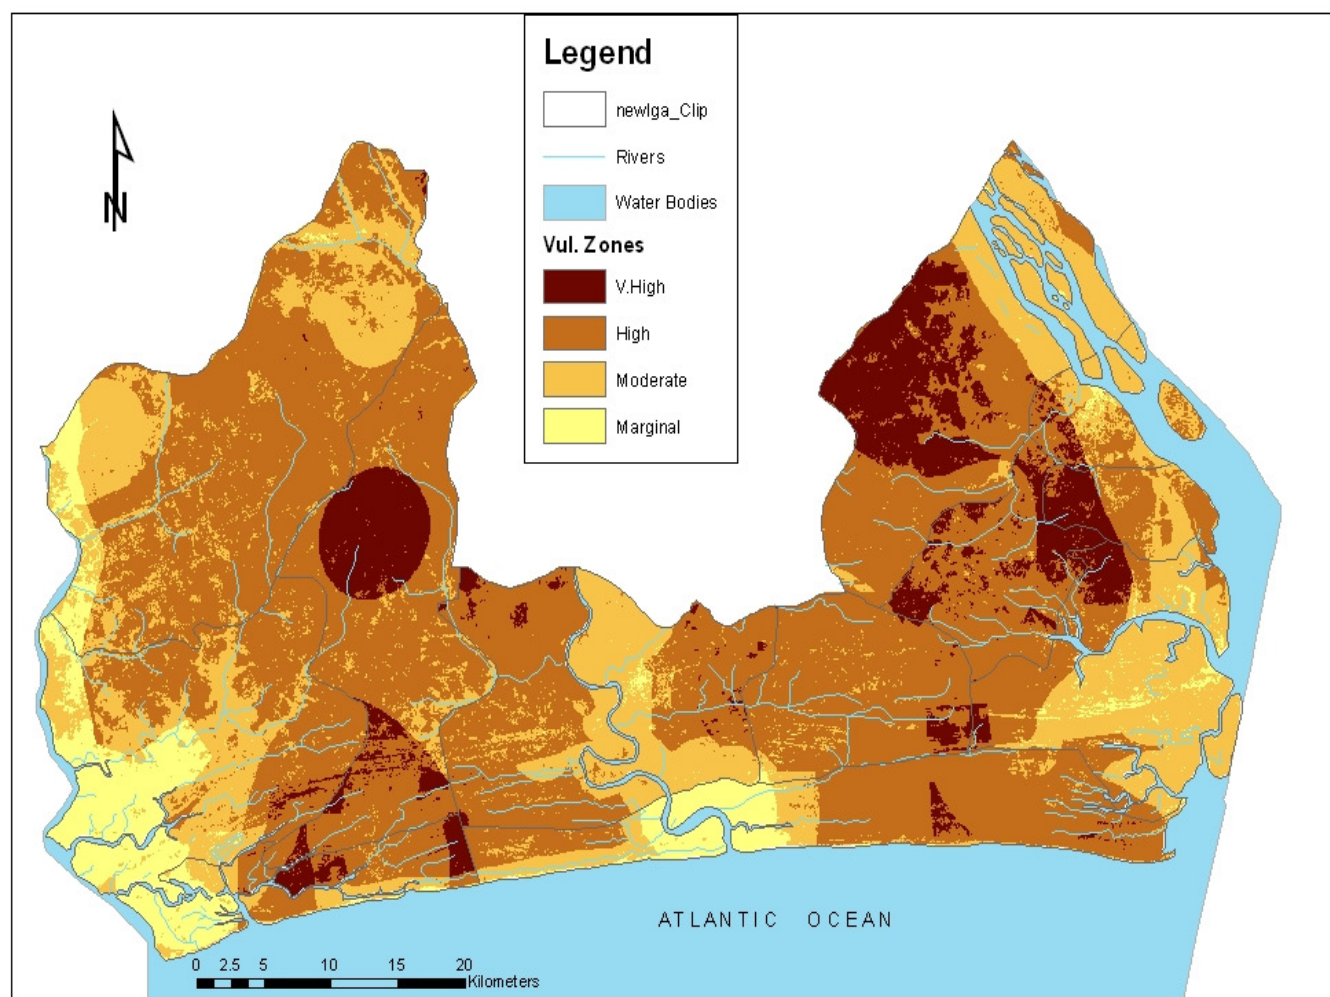 Legend
newlga_Clip
Rivers
Water Bodies
Vul. Zones
V.High
High
Moderate
Marginal
N
ATLANTIC OCEAN
0 2.5 5 10 15 20
Kilometers